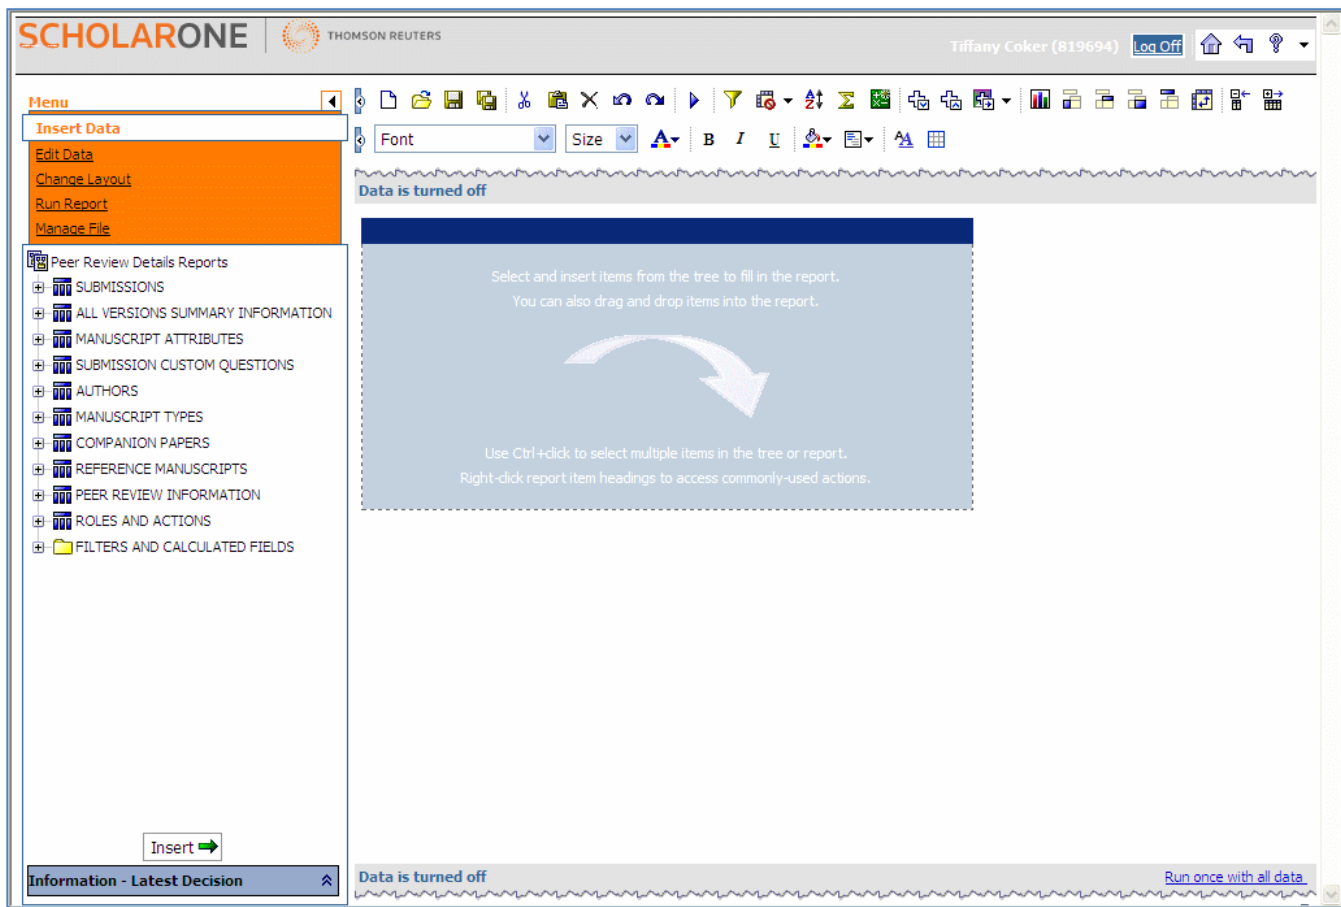 SCHOLARONE
THOMSON REUTERS
Tiffany Coker (819694) Log Off
Menu
Insert Data
Edit Data
Change Layout
Run Report
Manage File
Font
Size
A
B I U
Data is turned off
Peer Review Details Reports
SUBMISSIONS
ALL VERSIONS SUMMARY INFORMATION
MANUSCRIPT ATTRIBUTES
SUBMISSION CUSTOM QUESTIONS
AUTHORS
MANUSCRIPT TYPES
COMPANION PAPERS
REFERENCE MANUSCRIPTS
PEER REVIEW INFORMATION
ROLES AND ACTIONS
FILTERS AND CALCULATED FIELDS
Select and insert items from the tree to fill in the report.
You can also drag and drop items into the report.
Use Ctrl+click to select multiple items in the tree or report.
Right-click report item headings to access commonly-used actions.
Insert
Information - Latest Decision
Data is turned off
Run once with all data